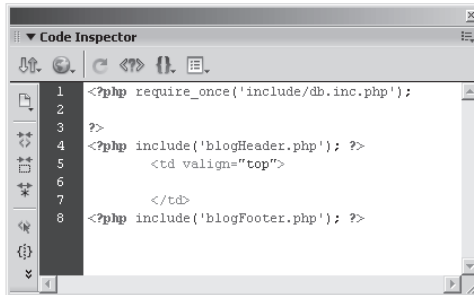 Code Inspector
1 <?php require_once('include/db.inc.php');
2
3 ?>
4 <?php include('blogHeader.php'); ?>
5 <td valign="top">
6
7 </td>
8 <?php include('blogFooter.php'); ?>